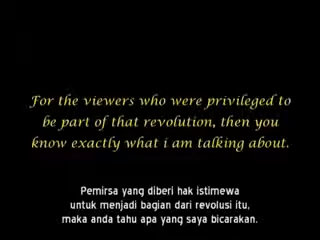 For the viewers who were privileged to
be part of that revolution, then you
know exactly what i am talking about.
Pemirsa yang diberi hak istimewa
untuk menjadi bagian dari revolusi itu,
maka anda tahu apa yang saya bicarakan.